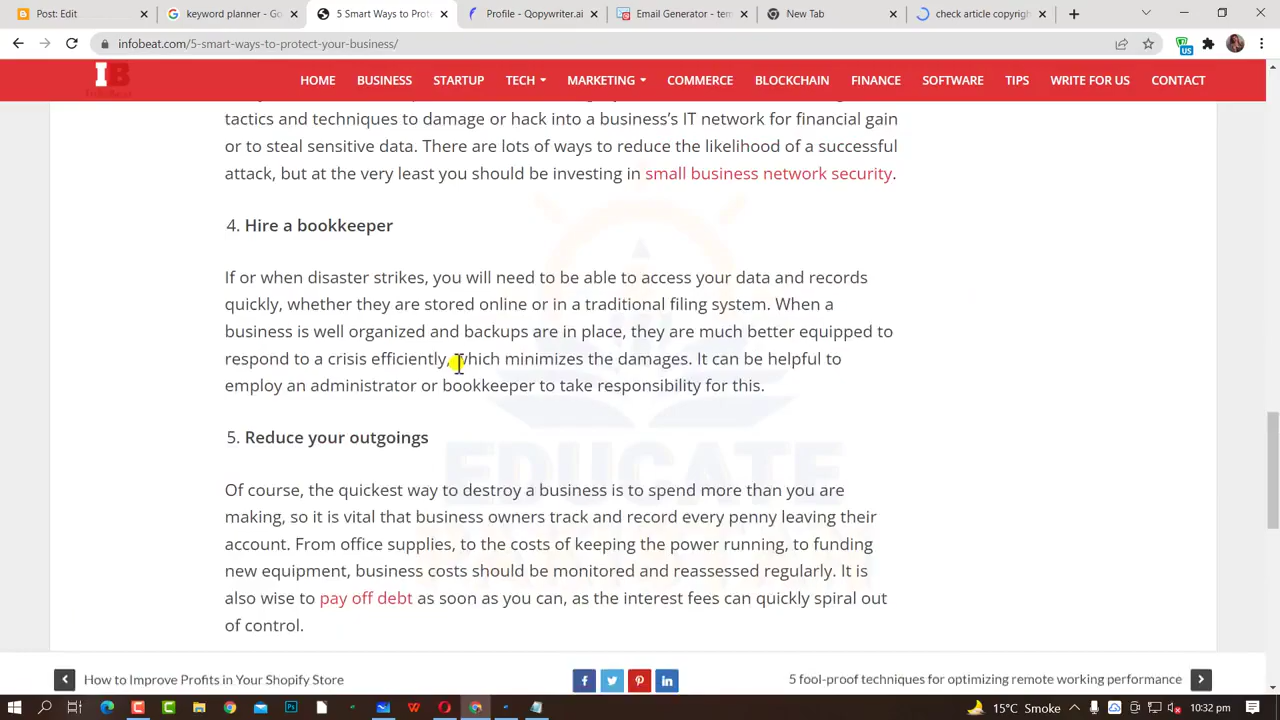 Post: Edit
keyword planner - Go
5 Smart Ways to Prote
Profile - Qopywriter.ai
Email Generator - tem
New Tab
check article copyrigh
infobeat.com/5-smart-ways-to-protect-your-business/
US
IB
HOME BUSINESS STARTUP TECH MARKETING COMMERCE BLOCKCHAIN FINANCE SOFTWARE TIPS WRITE FOR US CONTACT
tactics and techniques to damage or hack into a business's IT network for financial gain
or to steal sensitive data. There are lots of ways to reduce the likelihood of a successful
attack, but at the very least you should be investing in small business network security.
4. Hire a bookkeeper
If or when disaster strikes, you will need to be able to access your data and records
quickly, whether they are stored online or in a traditional filing system. When a
business is well organized and backups are in place, they are much better equipped to
respond to a crisis efficiently, which minimizes the damages. It can be helpful to
employ an administrator or bookkeeper to take responsibility for this.
EDUCATE
5. Reduce your outgoings
Of course, the quickest way to destroy a business is to spend more than you are
making, so it is vital that business owners track and record every penny leaving their
account. From office supplies, to the costs of keeping the power running, to funding
new equipment, business costs should be monitored and reassessed regularly. It is
also wise to pay off debt as soon as you can, as the interest fees can quickly spiral out
of control.
How to Improve Profits in Your Shopify Store
5 fool-proof techniques for optimizing remote working performance
15°C Smoke
10:32 pm